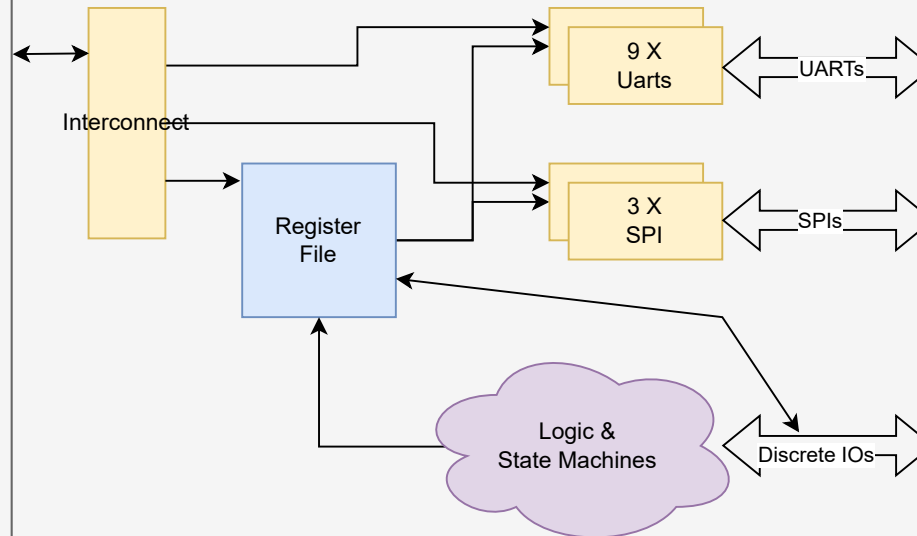 9 X
Uarts
UARTs
Interconnect
Register
File
3 X
SPI
SPIs
Logic &
State Machines
Discrete IOs